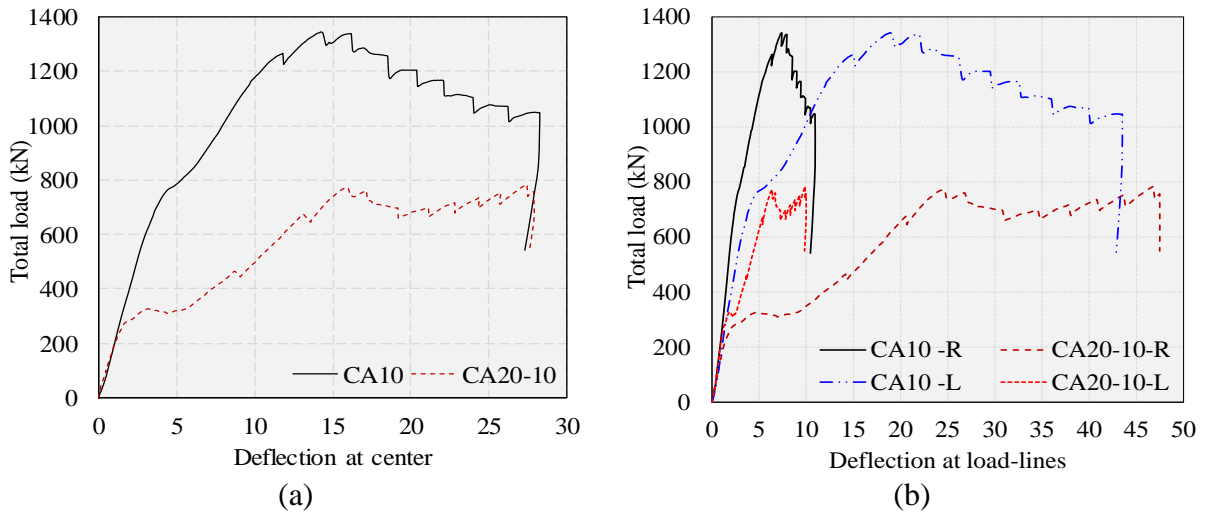 1400
1200
1000
800
600
400
200
0
Total load (kN)
CA10
CA20-10
0 5 10 15 20 25 30
Deflection at center
(a)
1400
1200
1000
800
600
400
200
0
Total load (kN)
CA10 -R
CA20-10-R
CA10 -L
CA20-10-L
0 5 10 15 20 25 30 35 40 45 50
Deflection at load-lines
(b)